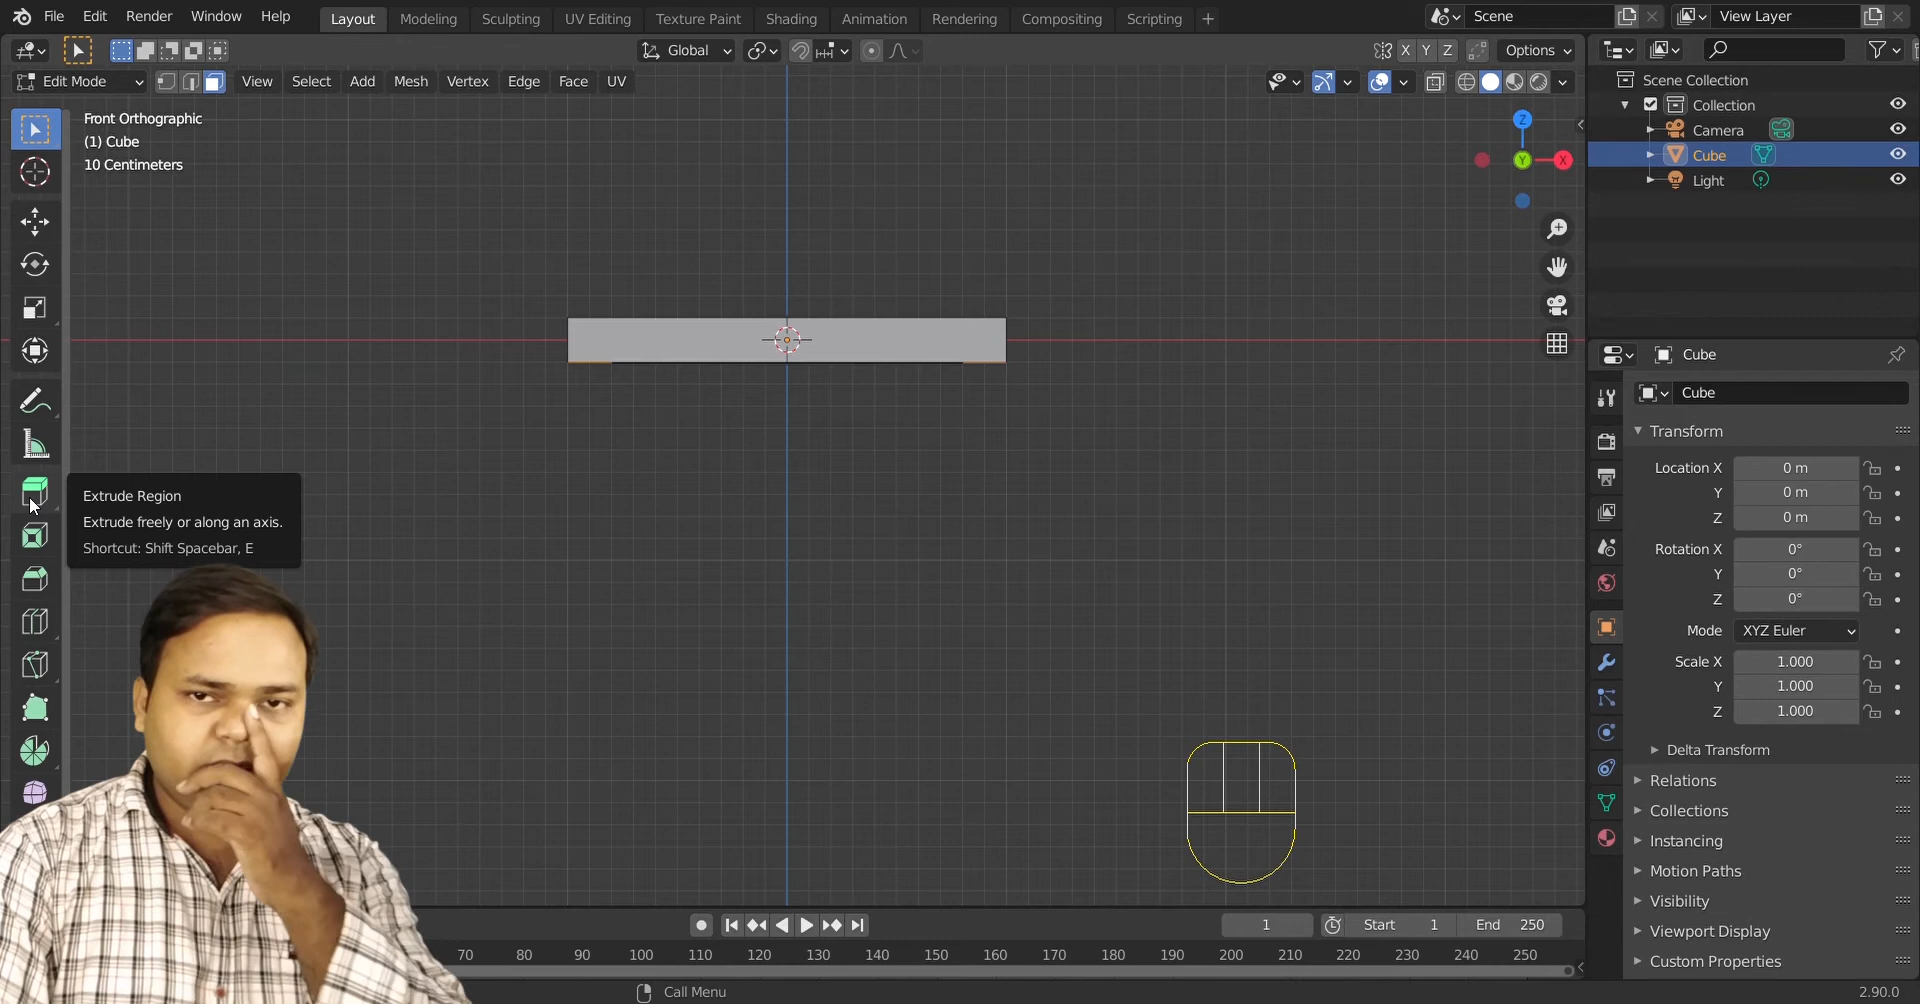 File Edit Render Window Help
Layout Modeling Sculpting UV Editing Texture Paint Shading Animation Rendering Compositing Scripting +
Scene
View Layer
Global
X Y Z
Options
Edit Mode
View Select Add Mesh Vertex Edge Face UV
Front Orthographic
(1) Cube
10 Centimeters
Z
Y
X
Extrude Region
Extrude freely or along an axis.
Shortcut: Shift Spacebar, E
Scene Collection
Collection
Camera
Cube
Light
Cube
Cube
Transform
Location X 0 m
Y 0 m
Z 0 m
Rotation X 0°
Y 0°
Z 0°
Mode XYZ Euler
Scale X 1.000
Y 1.000
Z 1.000
Delta Transform
Relations
Collections
Instancing
Motion Paths
Visibility
Viewport Display
Custom Properties
1 Start 1 End 250
70 80 90 100 110 120 130 140 150 160 170 180 190 200 210 220 230 240 250
Call Menu
2.90.0